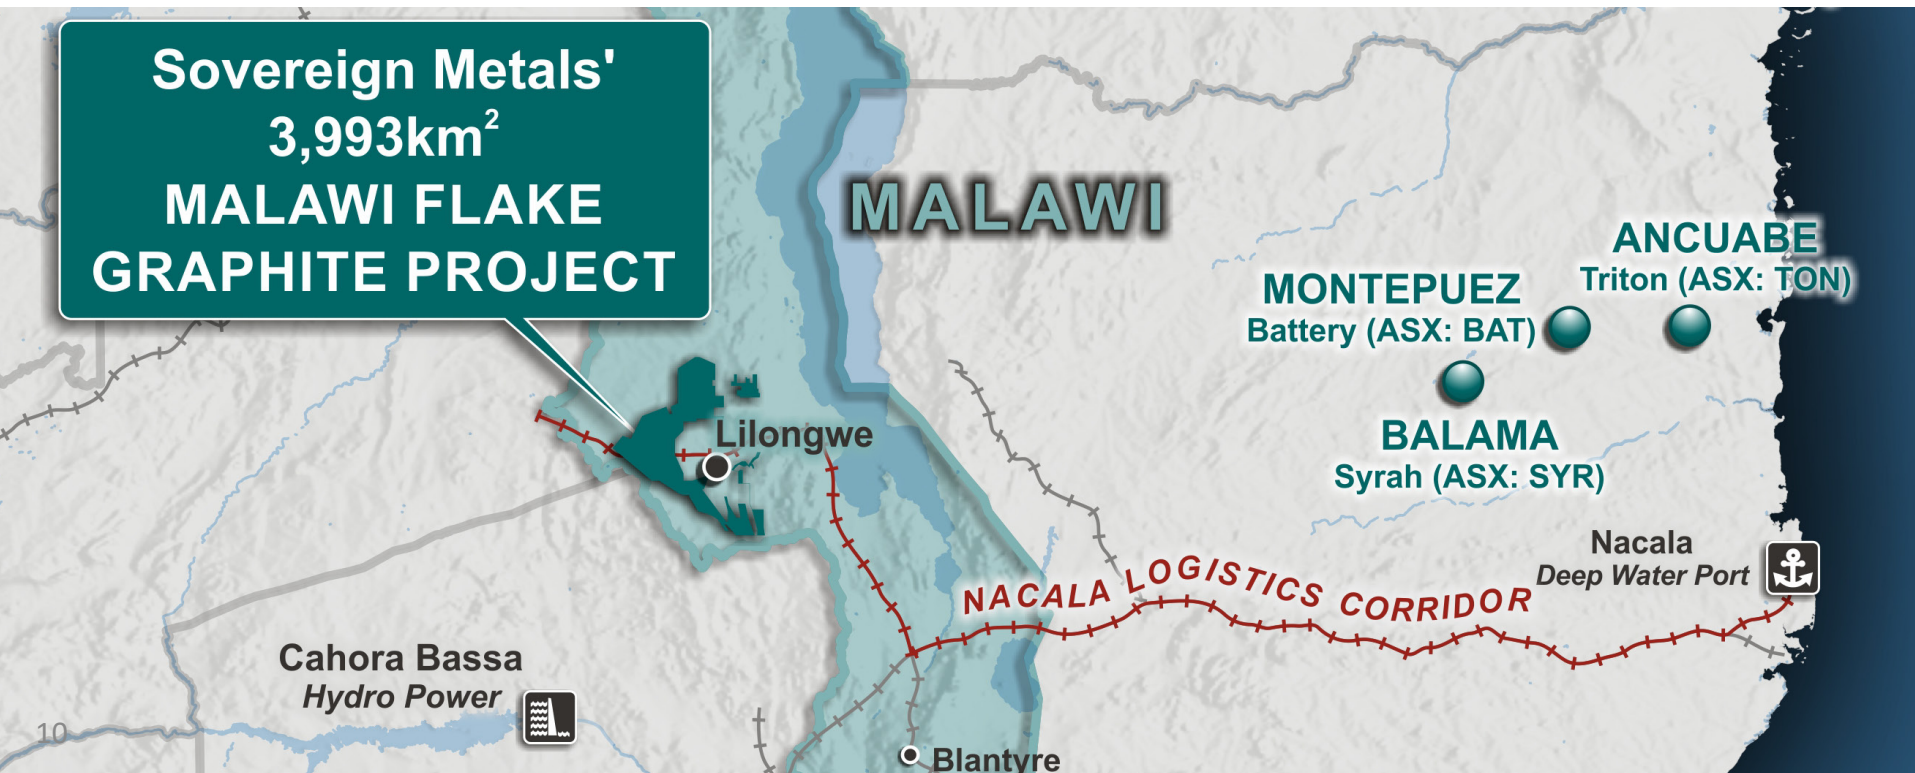 Sovereign Metals'
3,993km²
MALAWI FLAKE
GRAPHITE PROJECT
MALAWI
ANCUABE
Triton (ASX: TON)
MONTEPUEZ
Battery (ASX: BAT)
BALAMA
Syrah (ASX: SYR)
Lilongwe
Nacala
Deep Water Port
NACALA LOGISTICS CORRIDOR
Cahora Bassa
Hydro Power
10
Blantyre